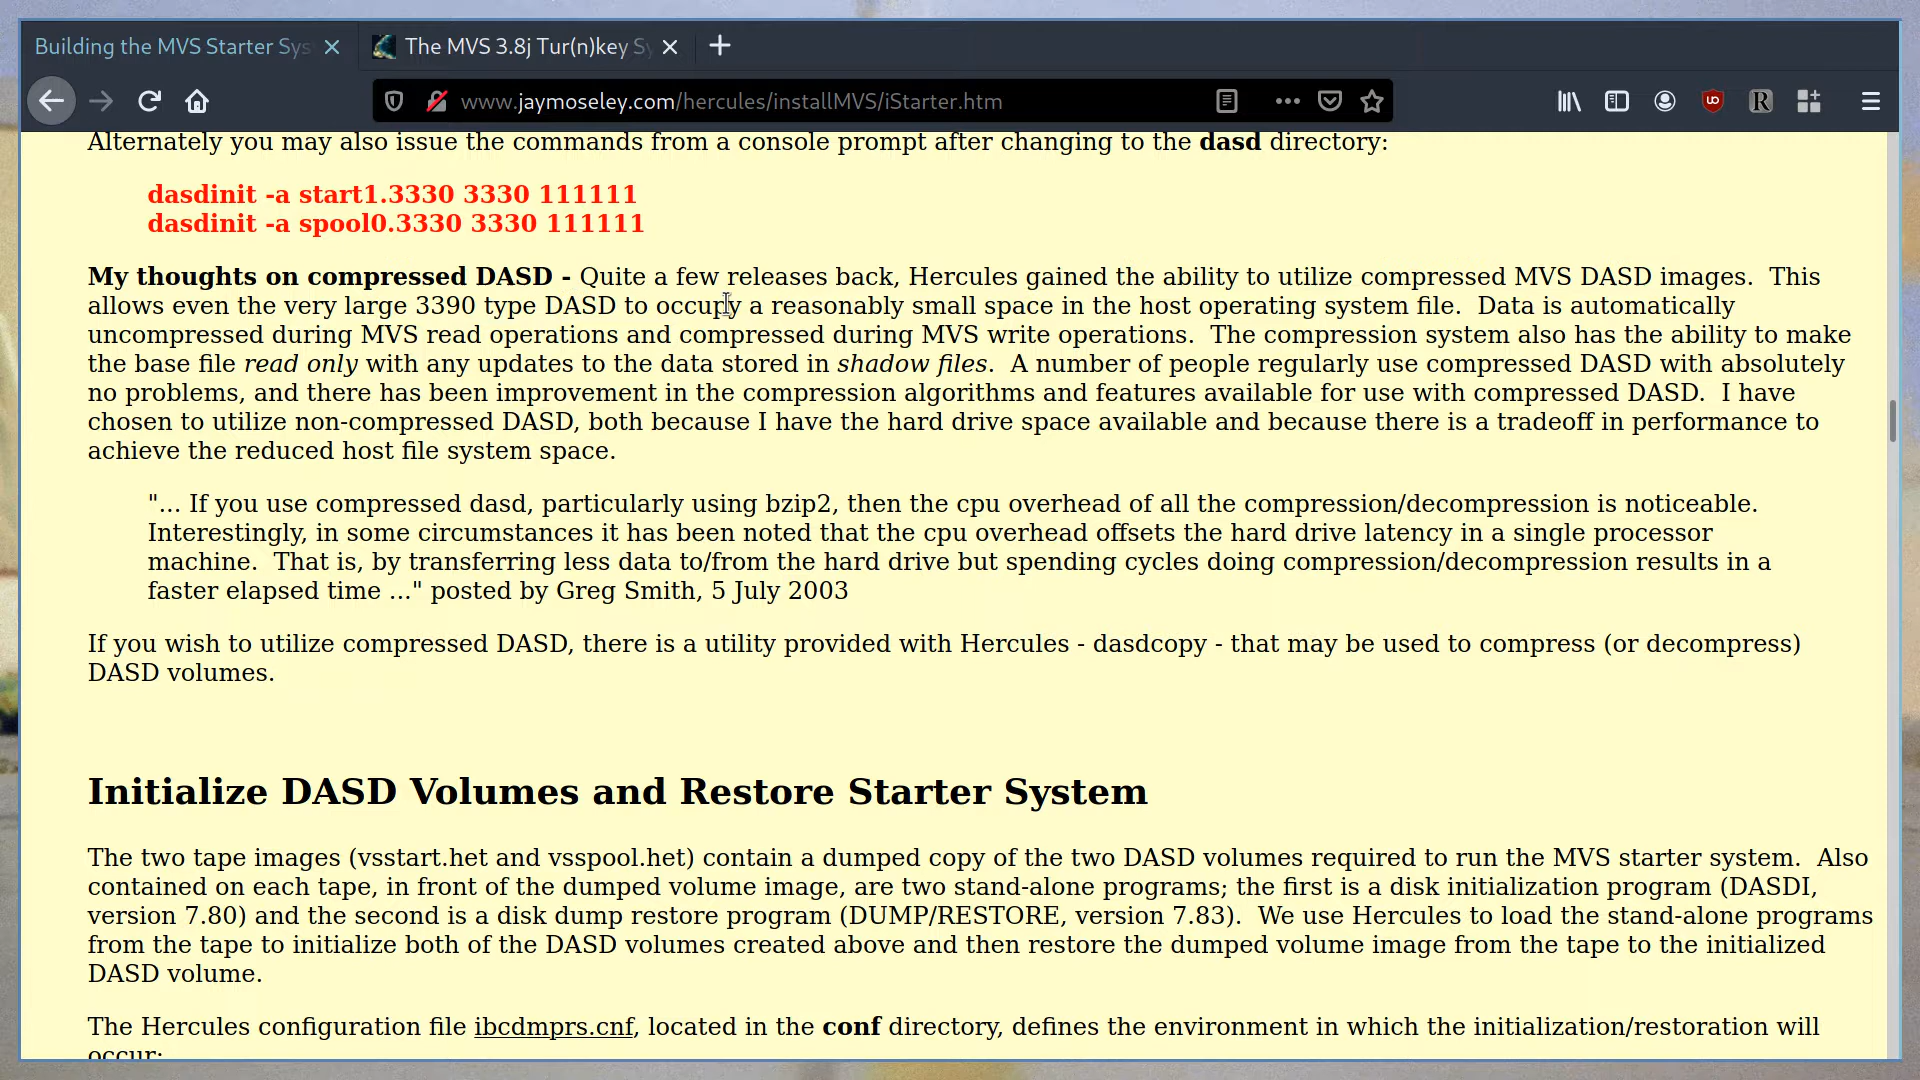 Building the MVS Starter Sys
The MVS 3.8j Tur(n)key Sy
www.jaymoseley.com/hercules/installMVS/iStarter.htm
Alternately you may also issue the commands from a console prompt after changing to the dasd directory:
dasdinit -a start1.3330 3330 111111
dasdinit -a spool0.3330 3330 111111
My thoughts on compressed DASD - Quite a few releases back, Hercules gained the ability to utilize compressed MVS DASD images.  This
allows even the very large 3390 type DASD to occupy a reasonably small space in the host operating system file.  Data is automatically
uncompressed during MVS read operations and compressed during MVS write operations.  The compression system also has the ability to make
the base file read only with any updates to the data stored in shadow files.  A number of people regularly use compressed DASD with absolutely
no problems, and there has been improvement in the compression algorithms and features available for use with compressed DASD.  I have
chosen to utilize non-compressed DASD, both because I have the hard drive space available and because there is a tradeoff in performance to
achieve the reduced host file system space.
"... If you use compressed dasd, particularly using bzip2, then the cpu overhead of all the compression/decompression is noticeable.
Interestingly, in some circumstances it has been noted that the cpu overhead offsets the hard drive latency in a single processor
machine.  That is, by transferring less data to/from the hard drive but spending cycles doing compression/decompression results in a
faster elapsed time ..." posted by Greg Smith, 5 July 2003
If you wish to utilize compressed DASD, there is a utility provided with Hercules - dasdcopy - that may be used to compress (or decompress)
DASD volumes.
Initialize DASD Volumes and Restore Starter System
The two tape images (vsstart.het and vsspool.het) contain a dumped copy of the two DASD volumes required to run the MVS starter system.  Also
contained on each tape, in front of the dumped volume image, are two stand-alone programs; the first is a disk initialization program (DASDI,
version 7.80) and the second is a disk dump restore program (DUMP/RESTORE, version 7.83).  We use Hercules to load the stand-alone programs
from the tape to initialize both of the DASD volumes created above and then restore the dumped volume image from the tape to the initialized
DASD volume.
The Hercules configuration file ibcdmprs.cnf, located in the conf directory, defines the environment in which the initialization/restoration will
occur: